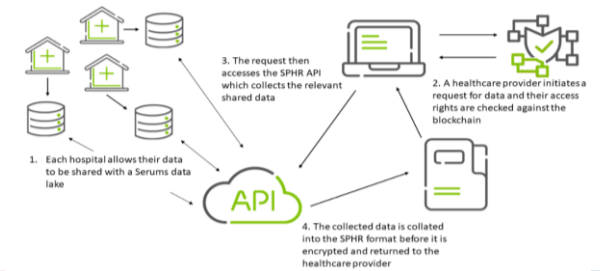 3. The request then
accesses the SPHR API
which collects the relevant
shared data
2. A healthcare provider initiates a
request for data and their access
rights are checked against the
blockchain
1. Each hospital allows their data
to be shared with a Serums data
lake
API
4. The collected data is collated
into the SPHR format before it is
encrypted and returned to the
healthcare provider